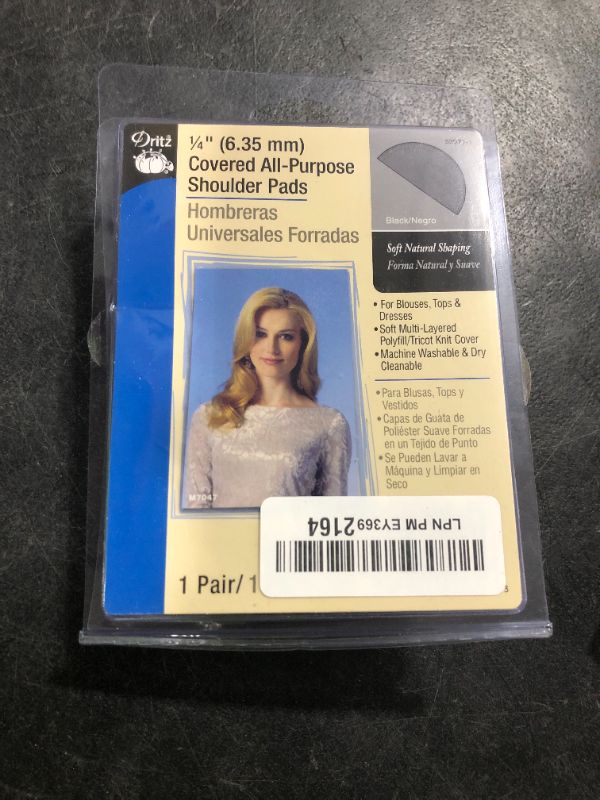 Dritz
¼" (6.35 mm)
Covered All-Purpose
Shoulder Pads
Hombreras
Universales Forradas
Black/Negro
Soft Natural Shaping
Forma Natural y Suave
• For Blouses, Tops &
Dresses
• Soft Multi-Layered
Polyfill/Tricot Knit Cover
• Machine Washable & Dry
Cleanable
• Para Blusas, Tops y
Vestidos
• Capas de Guata de
Poliéster Suave Forradas
en un Tejido de Punto
• Se Pueden Lavar a
Máquina y Limpiar en
Seco
M7047
LPN PM EY3692164
1 Pair/ 1